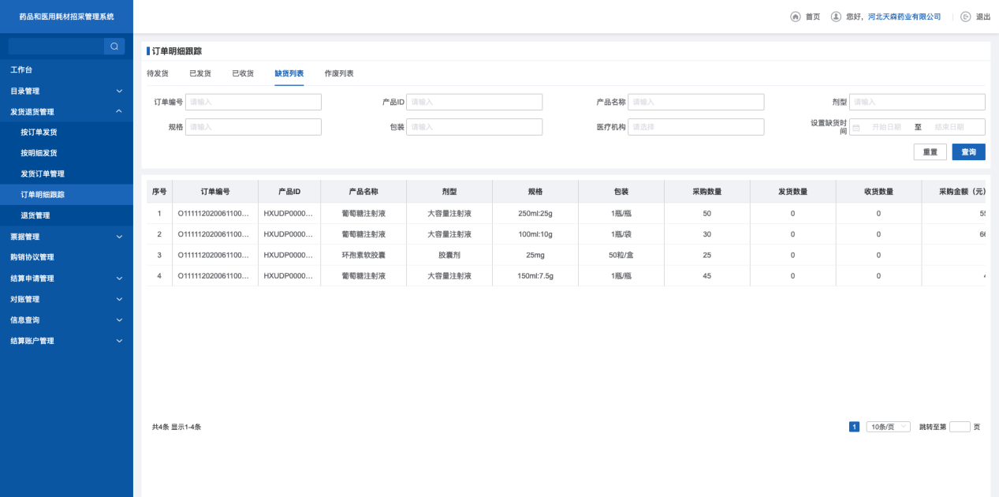 药品和医用耗材招采管理系统
首页 您好，河北天森药业有限公司 退出
工作台
目录管理
发货退货管理
按订单发货
按明细发货
发货订单管理
订单明细跟踪
退货管理
票据管理
购销协议管理
结算申请管理
对账管理
信息查询
结算账户管理
订单明细跟踪
待发货 已发货 已收货 缺货列表 作废列表
订单编号 请输入 产品ID 请输入 产品名称 请输入 剂型 请输入
规格 请输入 包装 请输入 医疗机构 请选择 设置缺货时间 开始日期 至 结束日期
重置 查询
序号 订单编号 产品ID 产品名称 剂型 规格 包装 采购数量 发货数量 收货数量 采购金额（元）
1 O111112020061100... HXUDP0000... 葡萄糖注射液 大容量注射液 250ml:25g 1瓶/瓶 50 0 0
2 O111112020061100... HXUDP0000... 葡萄糖注射液 大容量注射液 100ml:10g 1瓶/袋 30 0 0
3 O111112020061100... HXUDP0000... 环孢素软胶囊 胶囊剂 25mg 50粒/盒 25 0 0
4 O111112020061100... HXUDP0000... 葡萄糖注射液 大容量注射液 150ml:7.5g 1瓶/瓶 45 0 0
共4条 显示1-4条 1 10条/页 跳转至第 页